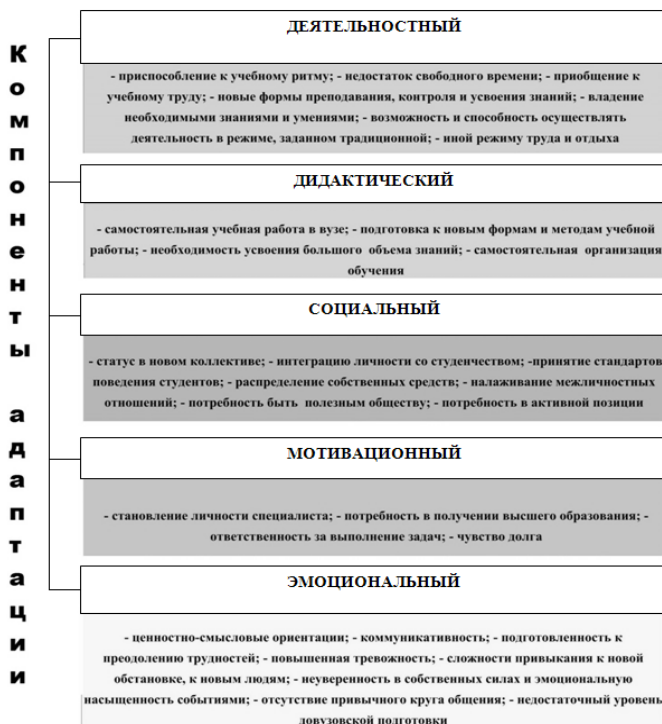 Компоненты адаптации
ДЕЯТЕЛЬНОСТНЫЙ
- приспособление к учебному ритму; - недостаток свободного времени; - приобщение к
учебному труду; - новые формы преподавания, контроля и усвоения знаний; - владение
необходимыми знаниями и умениями; - возможность и способность осуществлять
деятельность в режиме, заданном традиционной; - иной режиму труда и отдыха
ДИДАКТИЧЕСКИЙ
- самостоятельная учебная работа в вузе; - подготовка к новым формам и методам учебной
работы; - необходимость усвоения большого объема знаний; - самостоятельная организация
обучения
СОЦИАЛЬНЫЙ
- статус в новом коллективе; - интеграцию личности со студенчеством; -принятие стандартов
поведения студентов; - распределение собственных средств; - налаживание межличностных
отношений; - потребность быть полезным обществу; - потребность в активной позиции
МОТИВАЦИОННЫЙ
- становление личности специалиста; - потребность в получении высшего образования; -
ответственность за выполнение задач; - чувство долга
ЭМОЦИОНАЛЬНЫЙ
- ценностно-смысловые ориентации; - коммуникативность; - подготовленность к
преодолению трудностей; - повышенная тревожность; - сложности привыкания к новой
обстановке, к новым людям; - неуверенность в собственных силах и эмоциональную
насыщенность событиями; - отсутствие привычного круга общения; - недостаточный уровень
довузовской подготовки